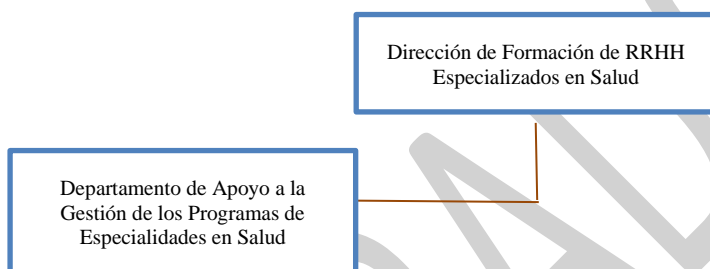 Dirección de Formación de RRHH
Especializados en Salud
Departamento de Apoyo a la
Gestión de los Programas de
Especialidades en Salud